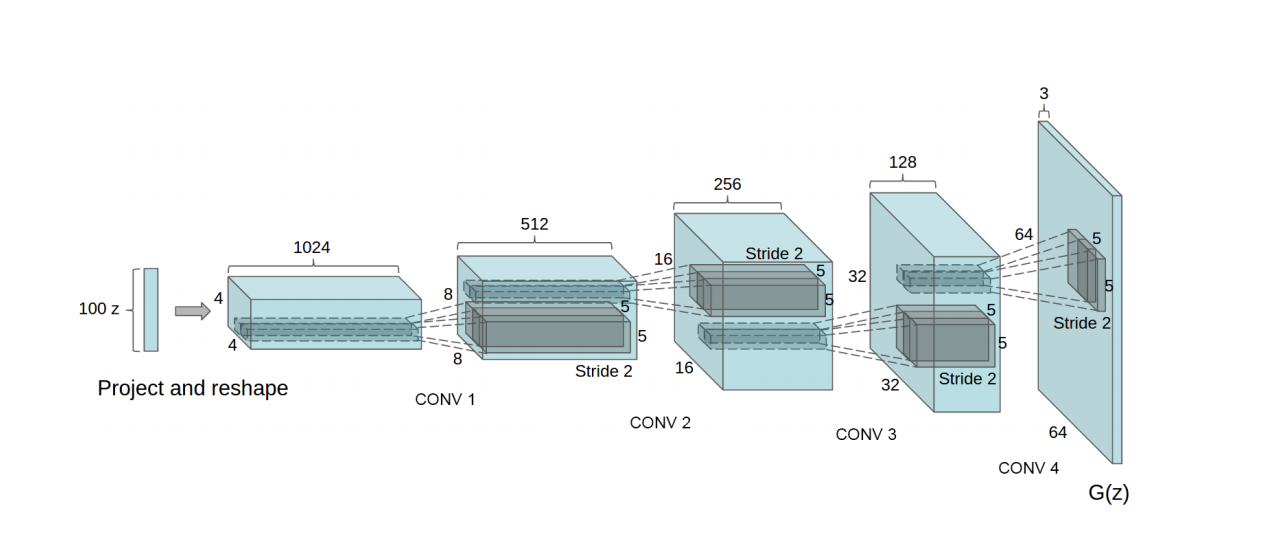 100 z
Project and reshape
1024
4
4
CONV 1
512
8
8
5
5
Stride 2
CONV 2
256
16
16
Stride 2
5
5
CONV 3
128
32
32
5
5
Stride 2
CONV 4
3
64
64
5
5
Stride 2
G(z)